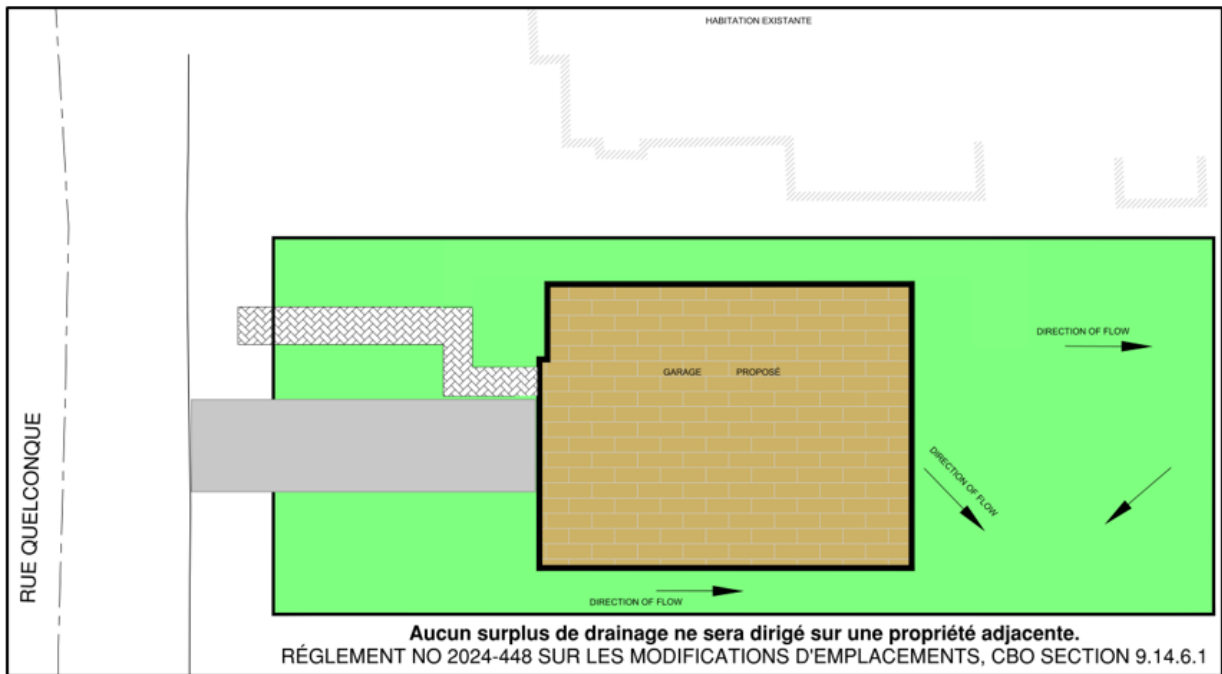 HABITATION EXISTANTE
DIRECTION OF FLOW
GARAGE PROPOSÉ
DIRECTION OF FLOW
RUE QUELCONQUE
DIRECTION OF FLOW
Aucun surplus de drainage ne sera dirigé sur une propriété adjacente.
RÉGLEMENT NO 2024-448 SUR LES MODIFICATIONS D'EMPLACEMENTS, CBO SECTION 9.14.6.1